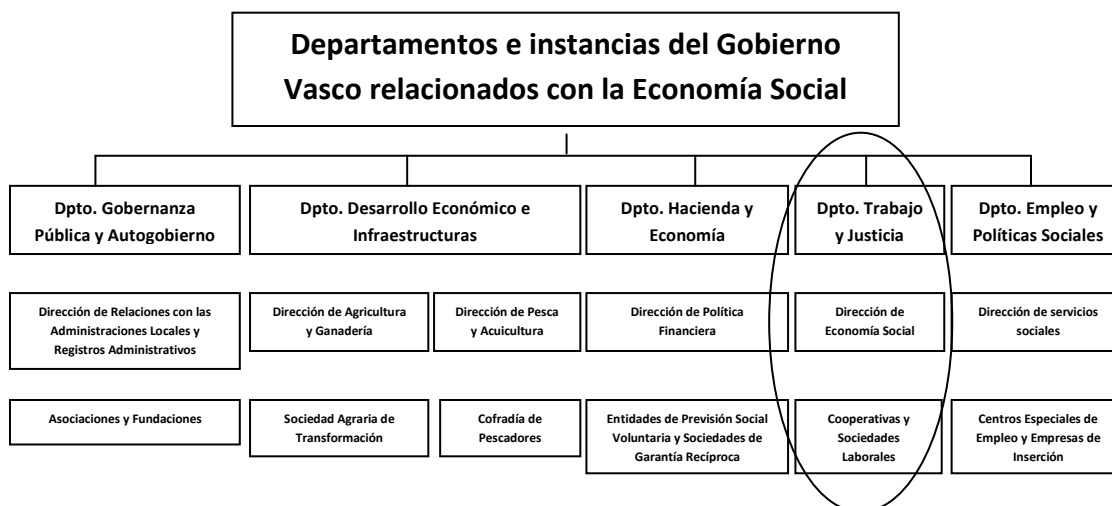 Departamentos e instancias del Gobierno
Vasco relacionados con la Economía Social
Dpto. Gobernanza
Pública y Autogobierno
Dpto. Desarrollo Económico e
Infraestructuras
Dpto. Hacienda y
Economía
Dpto. Trabajo
y Justicia
Dpto. Empleo y
Políticas Sociales
Dirección de Relaciones con las
Administraciones Locales y
Registros Administrativos
Dirección de Agricultura
y Ganadería
Dirección de Pesca
y Acuicultura
Dirección de Política
Financiera
Dirección de
Economía Social
Dirección de servicios
sociales
Asociaciones y Fundaciones
Sociedad Agraria de
Transformación
Cofradía de
Pescadores
Entidades de Previsión Social
Voluntaria y Sociedades de
Garantía Recíproca
Cooperativas y
Sociedades
Laborales
Centros Especiales de
Empleo y Empresas de
Inserción